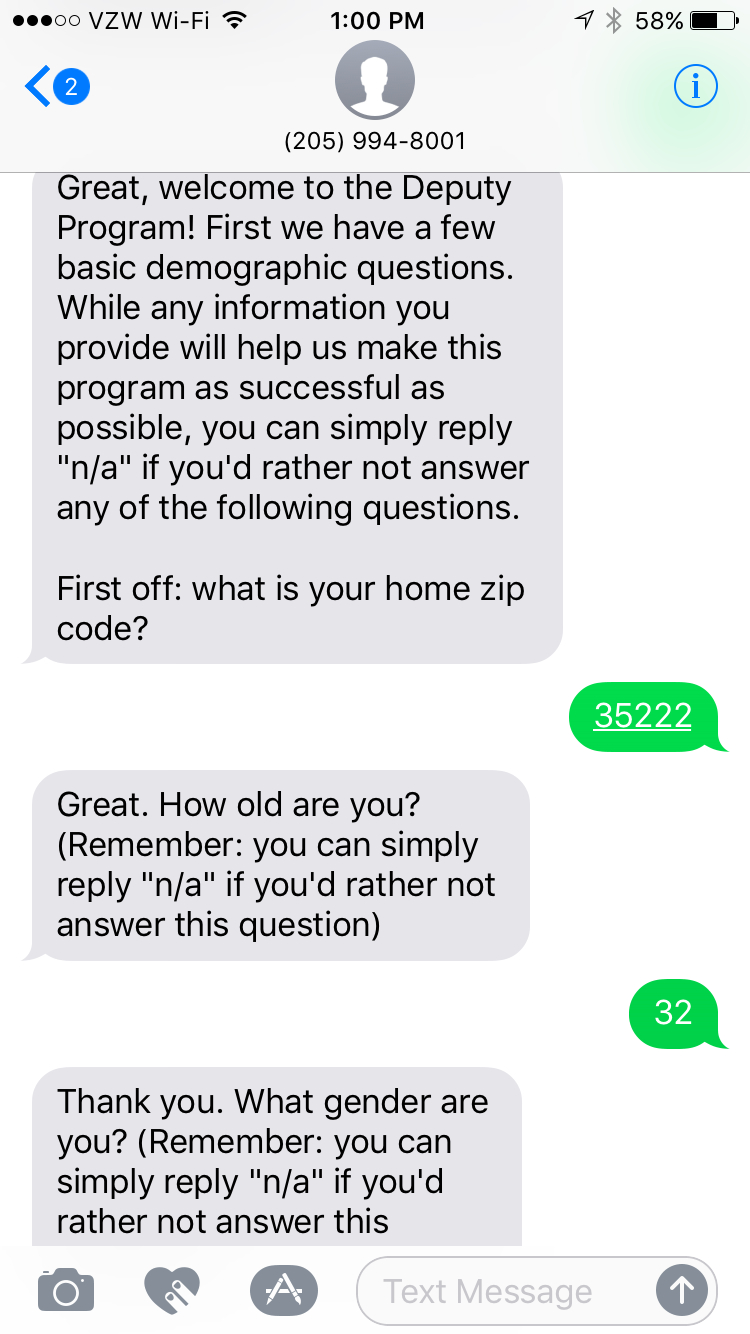 VZW Wi-Fi 1:00 PM 58%
2
i
(205) 994-8001
Great, welcome to the Deputy
Program! First we have a few
basic demographic questions.
While any information you
provide will help us make this
program as successful as
possible, you can simply reply
"n/a" if you'd rather not answer
any of the following questions.
First off: what is your home zip
code?
35222
Great. How old are you?
(Remember: you can simply
reply "n/a" if you'd rather not
answer this question)
32
Thank you. What gender are
you? (Remember: you can
simply reply "n/a" if you'd
rather not answer this
Text Message